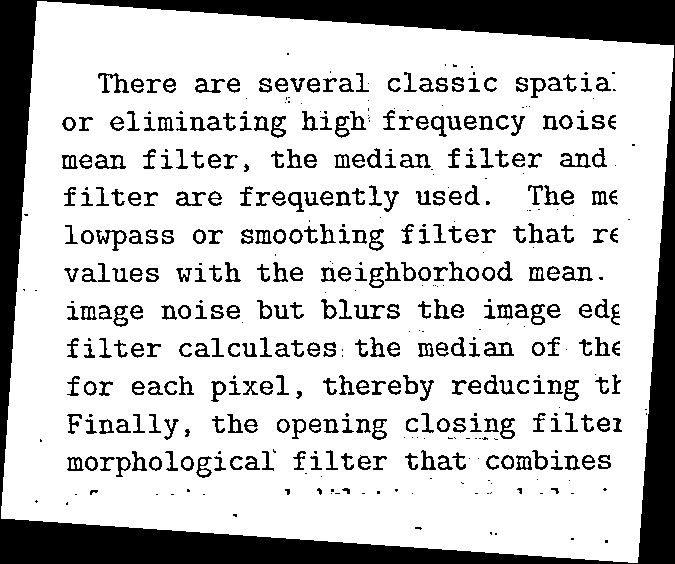 There are several classic spatial
or eliminating high frequency noise
mean filter, the median filter and
filter are frequently used. The me
lowpass or smoothing filter that re
values with the neighborhood mean.
image noise but blurs the image edg
filter calculates the median of the
for each pixel, thereby reducing th
Finally, the opening closing filter
morphological filter that combines